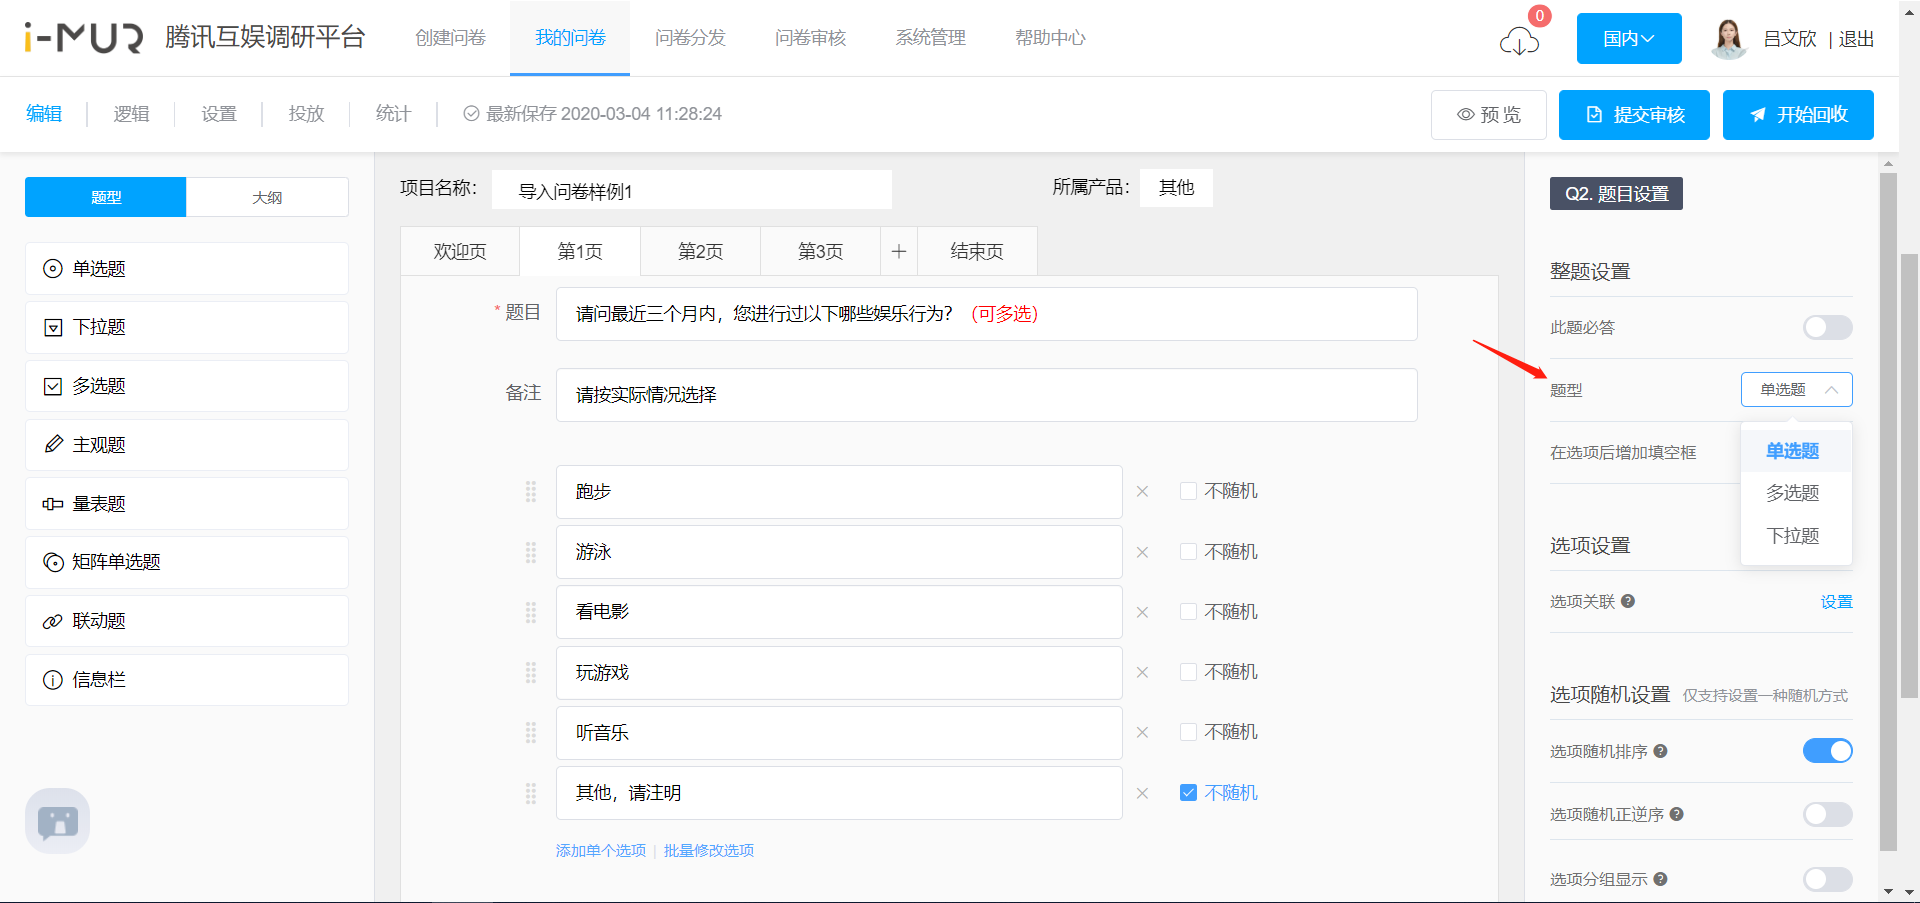 i-MUR 腾讯互娱调研平台 创建问卷 我的问卷 问卷分发 问卷审核 系统管理 帮助中心 0 国内 吕文欣 | 退出
编辑 逻辑 设置 投放 统计 最新保存 2020-03-04 11:28:24 预 览 提交审核 开始回收
题型 大纲
单选题
下拉题
多选题
主观题
量表题
矩阵单选题
联动题
信息栏
项目名称： 导入问卷样例1 所属产品： 其他
欢迎页 第1页 第2页 第3页 + 结束页
* 题目 请问最近三个月内，您进行过以下哪些娱乐行为？（可多选）
备注 请按实际情况选择
跑步 × 不随机
游泳 × 不随机
看电影 × 不随机
玩游戏 × 不随机
听音乐 × 不随机
其他，请注明 × 不随机
添加单个选项 | 批量修改选项
Q2. 题目设置
整题设置
此题必答
题型 单选题
单选题
多选题
下拉题
在选项后增加填空框
选项设置
选项关联 ? 设置
选项随机设置 仅支持设置一种随机方式
选项随机排序 ?
选项随机正逆序 ?
选项分组显示 ?